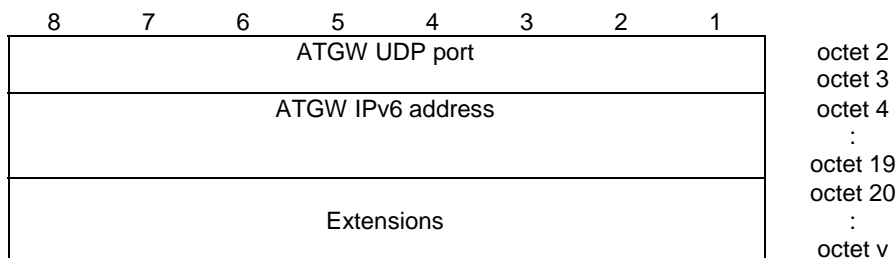 8 7 6 5 4 3 2 1
ATGW UDP port octet 2
octet 3
ATGW IPv6 address octet 4
:
octet 19
octet 20
Extensions :
octet v